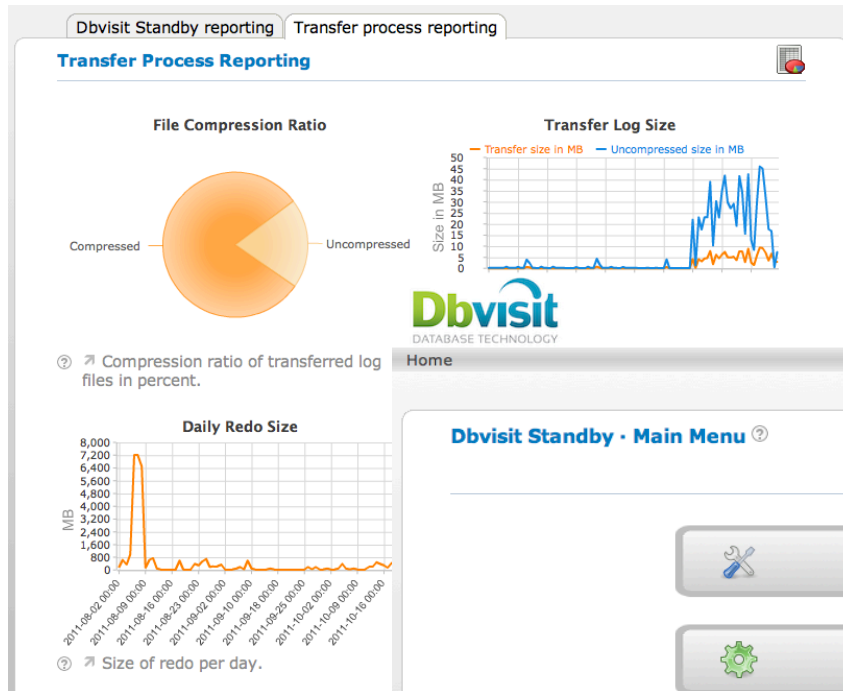 Dbvisit Standby reporting
Transfer process reporting
Transfer Process Reporting
File Compression Ratio
Compressed
Uncompressed
Compression ratio of transferred log
files in percent.
Transfer Log Size
Transfer size in MB
Uncompressed size in MB
Size in MB
50
45
40
35
30
25
20
15
10
5
0
Dbvisit
DATABASE TECHNOLOGY
Home
Daily Redo Size
MB
8,000
7,200
6,400
5,600
4,800
4,000
3,200
2,400
1,600
800
0
2011-08-02 00:00
2011-08-09 00:00
2011-08-16 00:00
2011-08-23 00:00
2011-09-02 00:00
2011-09-10 00:00
2011-09-18 00:00
2011-09-25 00:00
2011-10-02 00:00
2011-10-09 00:00
2011-10-16 00:00
Size of redo per day.
Dbvisit Standby · Main Menu